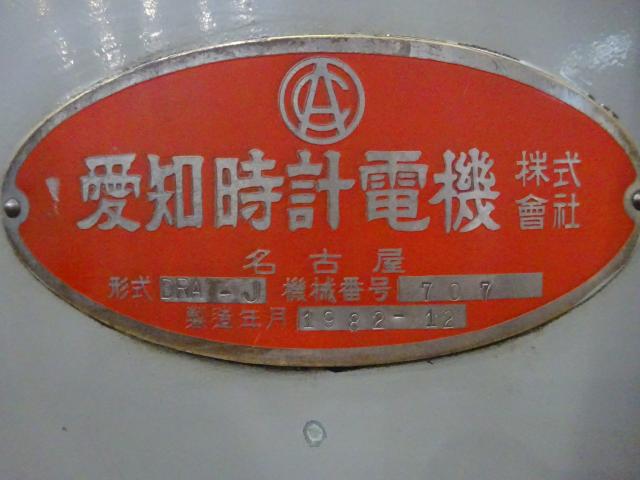 愛知時計電機 株式會社
名古屋
形式 DRA-J 機械番号 707
製造年月 1982-12